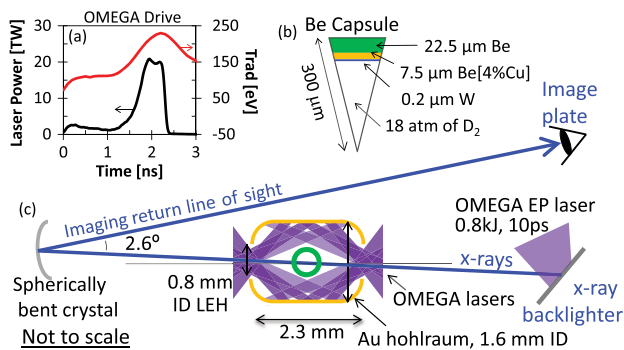 OMEGA Drive
(a)
Laser Power [TW]
30
20
10
0
0
1
2
3
Time [ns]
250
150
50
-50
Trad [eV]
(b)
Be Capsule
300 µm
22.5 µm Be
7.5 µm Be[4%Cu]
0.2 µm W
18 atm of D2
Image
plate
(c)
Imaging return line of sight
2.6º
OMEGA EP laser
0.8kJ, 10ps
x-rays
x-ray
backlighter
Spherically
bent crystal
Not to scale
0.8 mm
ID LEH
2.3 mm
OMEGA lasers
Au hohlraum, 1.6 mm ID